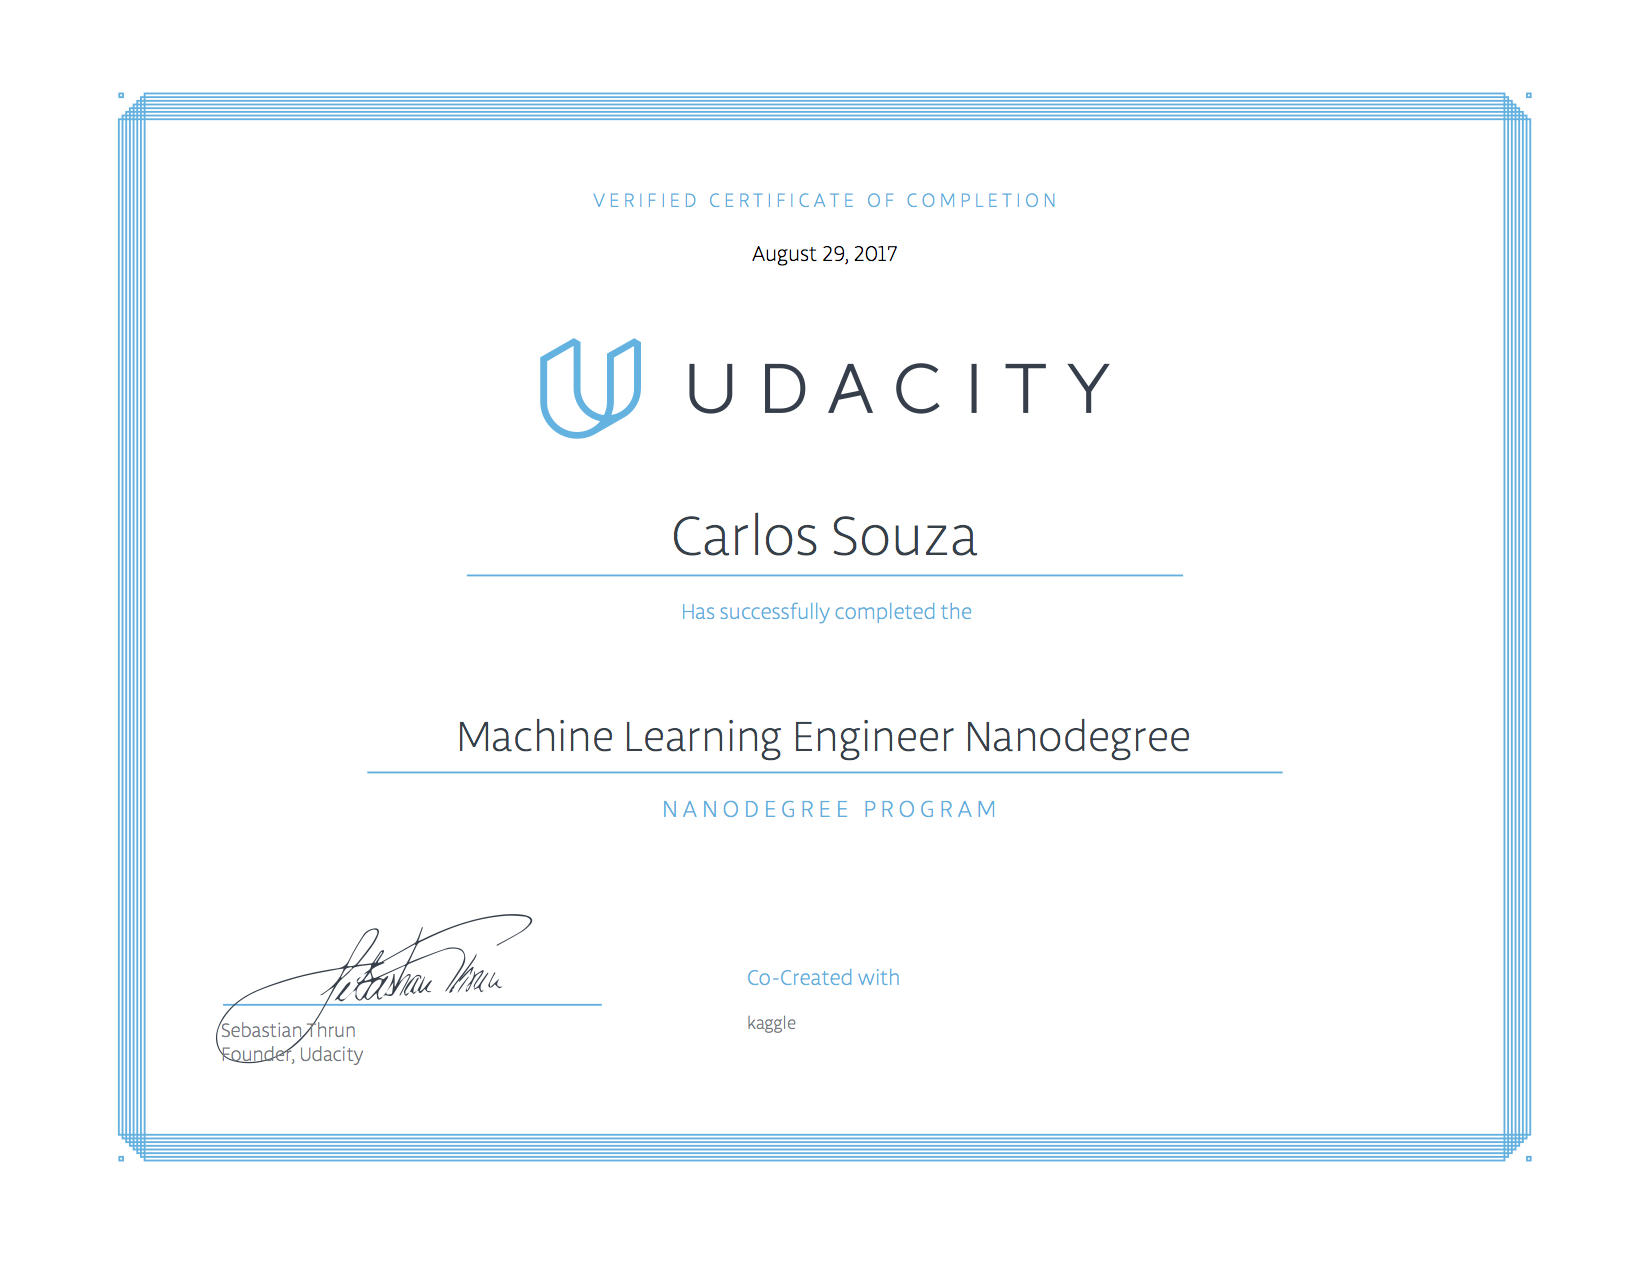 VERIFIED CERTIFICATE OF COMPLETION
August 29, 2017
UDACITY
Carlos Souza
Has successfully completed the
Machine Learning Engineer Nanodegree
NANODEGREE PROGRAM
Sebastian Thrun
Co-Created with
kaggle
Sebastian Thrun
Founder, Udacity